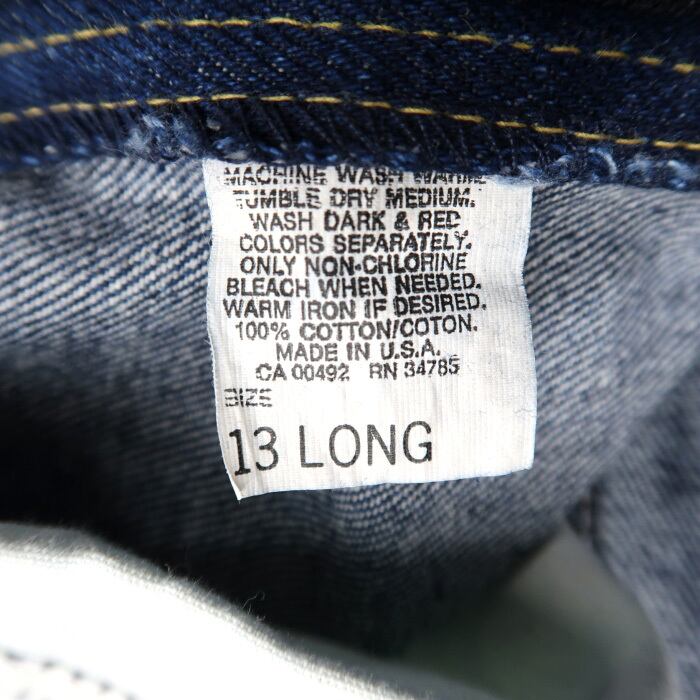 MACHINE WASH WARM.
TUMBLE DRY MEDIUM.
WASH DARK & RED
COLORS SEPARATELY.
ONLY NON-CHLORINE
BLEACH WHEN NEEDED.
WARM IRON IF DESIRED.
100% COTTON/COTON.
MADE IN U.S.A.
CA 00492 RN 34785
SIZE
13 LONG